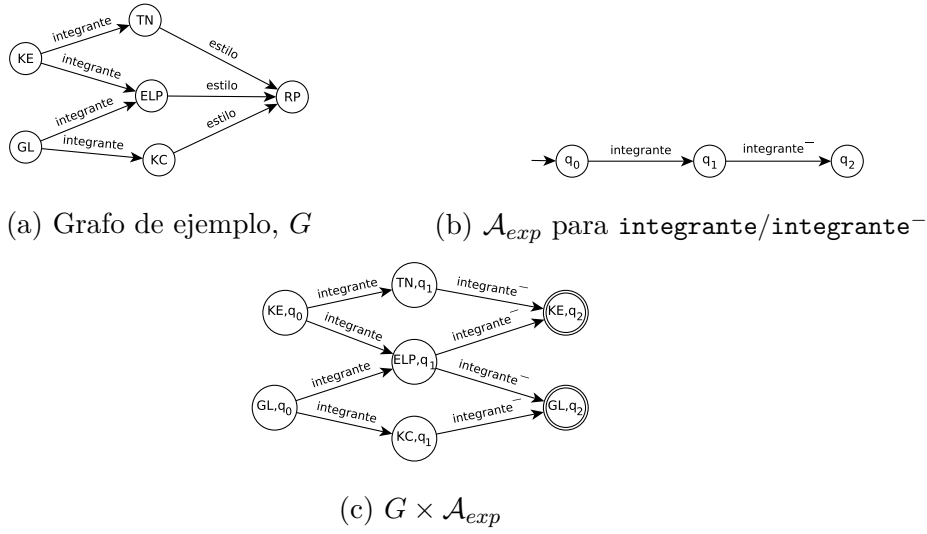 TN
integrante
estilo
KE
integrante
ELP
estilo
RP
integrante
estilo
GL
integrante
KC
q0
integrante
q1
integrante−
q2
(a) Grafo de ejemplo, G
(b) Aexp para integrante/integrante−
TN,q1
integrante
integrante−
KE,q0
KE,q2
integrante
integrante−
ELP,q1
integrante
integrante−
GL,q0
GL,q2
integrante
integrante−
KC,q1
(c) G × Aexp